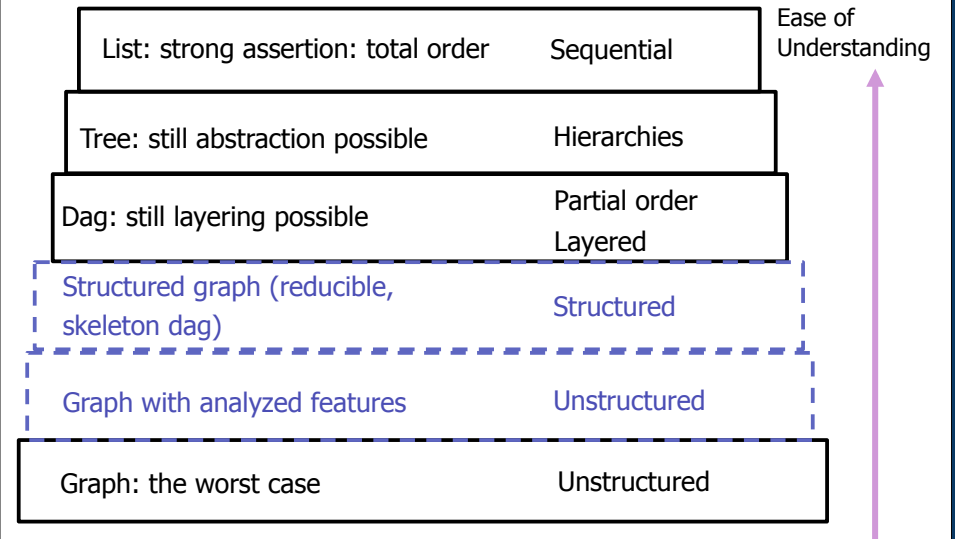 Ease of
Understanding
List: strong assertion: total order Sequential
Tree: still abstraction possible Hierarchies
Dag: still layering possible Partial order
Layered
Structured graph (reducible,
skeleton dag) Structured
Graph with analyzed features Unstructured
Graph: the worst case Unstructured